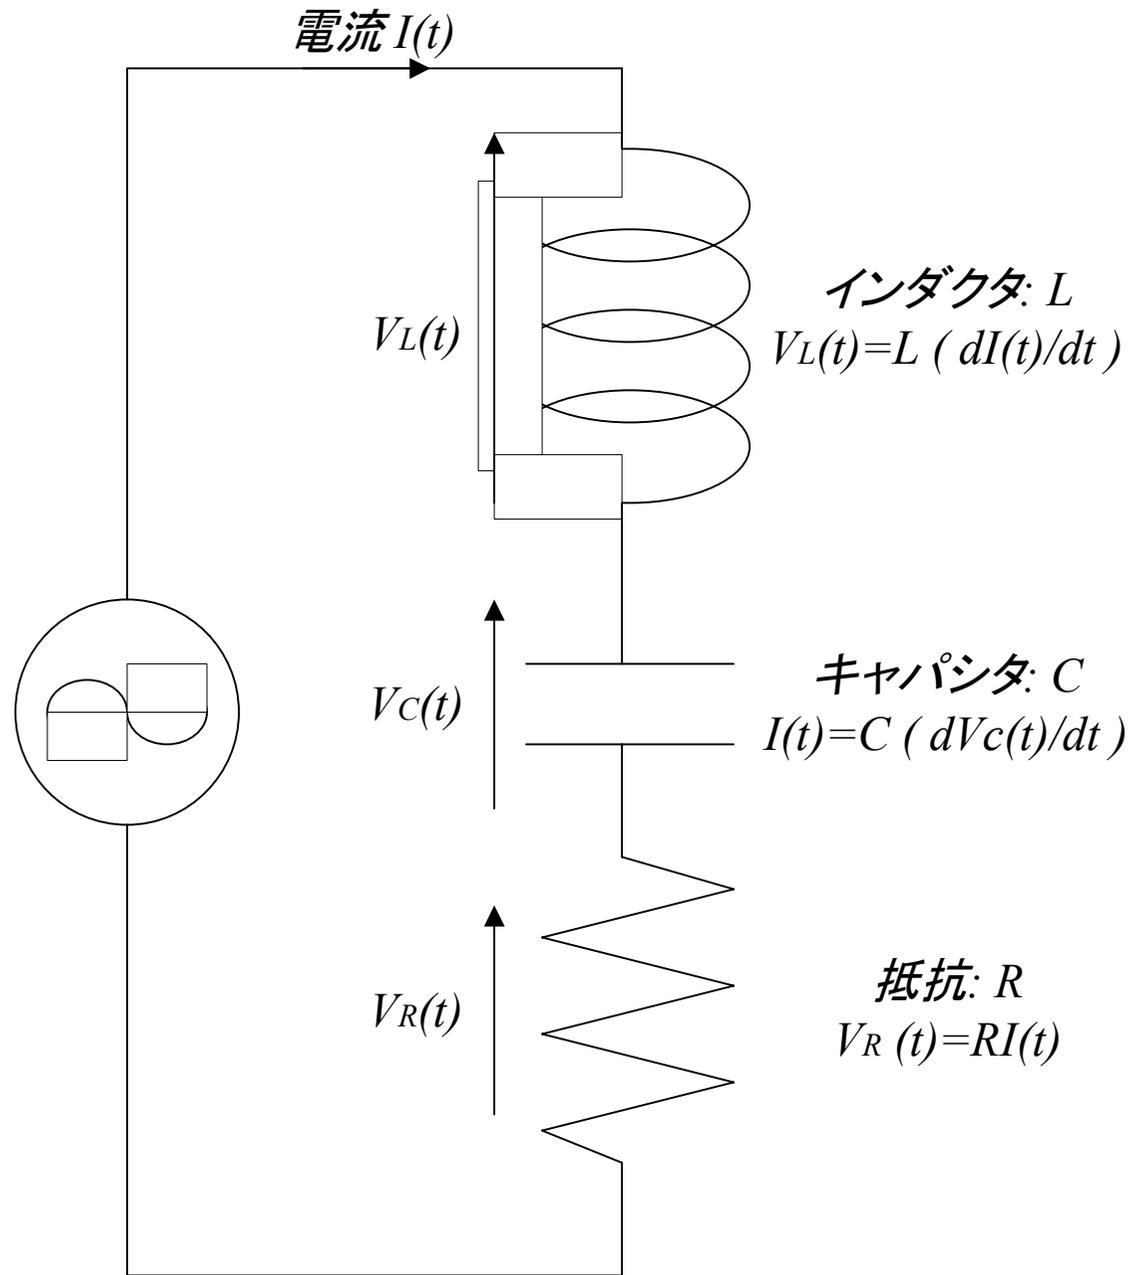 電流 I(t)
VL(t)
インダクタ: L
VL(t)=L ( dI(t)/dt )
VC(t)
キャパシタ: C
I(t)=C ( dVc(t)/dt )
VR(t)
抵抗: R
VR (t)=RI(t)